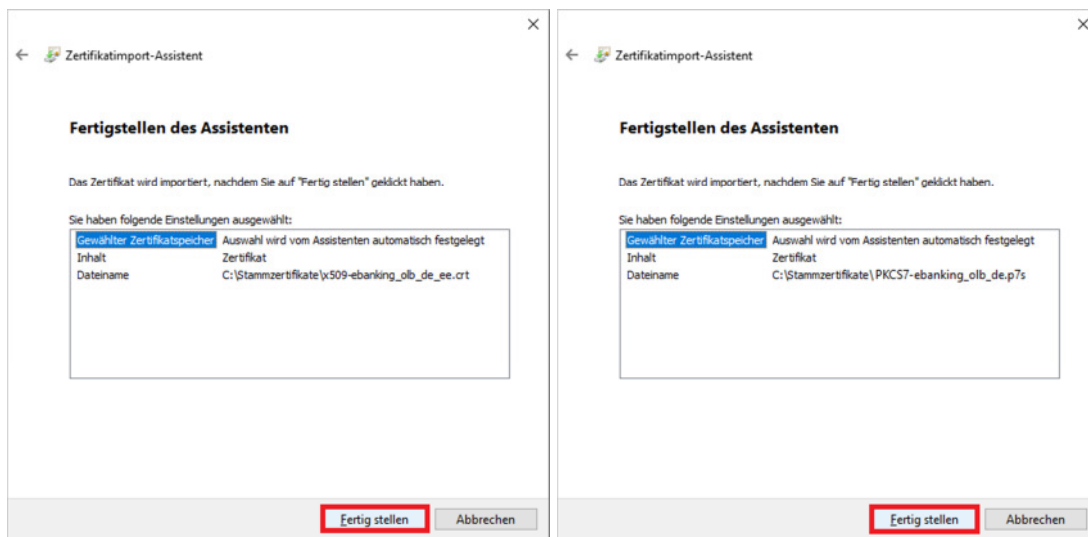 Zertifikatimport-Assistent
Fertigstellen des Assistenten
Das Zertifikat wird importiert, nachdem Sie auf "Fertig stellen" geklickt haben.
Sie haben folgende Einstellungen ausgewählt:
Gewählter Zertifikatspeicher Auswahl wird vom Assistenten automatisch festgelegt
Inhalt Zertifikat
Dateiname C:\Stammzertifikate\x509-ebanking_olb_de_ee.crt
Fertig stellen Abbrechen
Zertifikatimport-Assistent
Fertigstellen des Assistenten
Das Zertifikat wird importiert, nachdem Sie auf "Fertig stellen" geklickt haben.
Sie haben folgende Einstellungen ausgewählt:
Gewählter Zertifikatspeicher Auswahl wird vom Assistenten automatisch festgelegt
Inhalt Zertifikat
Dateiname C:\Stammzertifikate\PKCS7-ebanking_olb_de.p7s
Fertig stellen Abbrechen